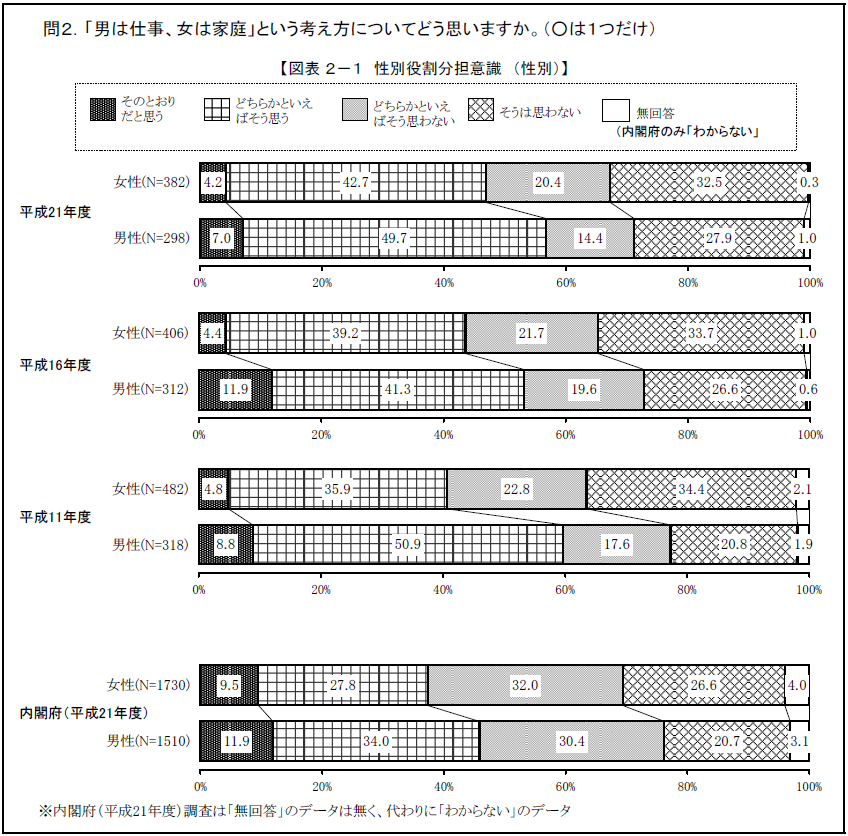 問2．「男は仕事、女は家庭」という考え方についてどう思いますか。（〇は1つだけ）
【図表 2－1 性別役割分担意識 （性別）】
そのとおり
だと思う
どちらかといえ
ばそう思う
どちらかといえ
ばそう思わない
そうは思わない
無回答
（内閣府のみ「わからない」
平成21年度
女性(N=382)
4.2 42.7 20.4 32.5 0.3
男性(N=298)
7.0 49.7 14.4 27.9 1.0
0% 20% 40% 60% 80% 100%
平成16年度
女性(N=406)
4.4 39.2 21.7 33.7 1.0
男性(N=312)
11.9 41.3 19.6 26.6 0.6
0% 20% 40% 60% 80% 100%
平成11年度
女性(N=482)
4.8 35.9 22.8 34.4 2.1
男性(N=318)
8.8 50.9 17.6 20.8 1.9
0% 20% 40% 60% 80% 100%
内閣府（平成21年度）
女性(N=1730)
9.5 27.8 32.0 26.6 4.0
男性(N=1510)
11.9 34.0 30.4 20.7 3.1
0% 20% 40% 60% 80% 100%
※内閣府（平成21年度）調査は「無回答」のデータは無く、代わりに「わからない」のデータ